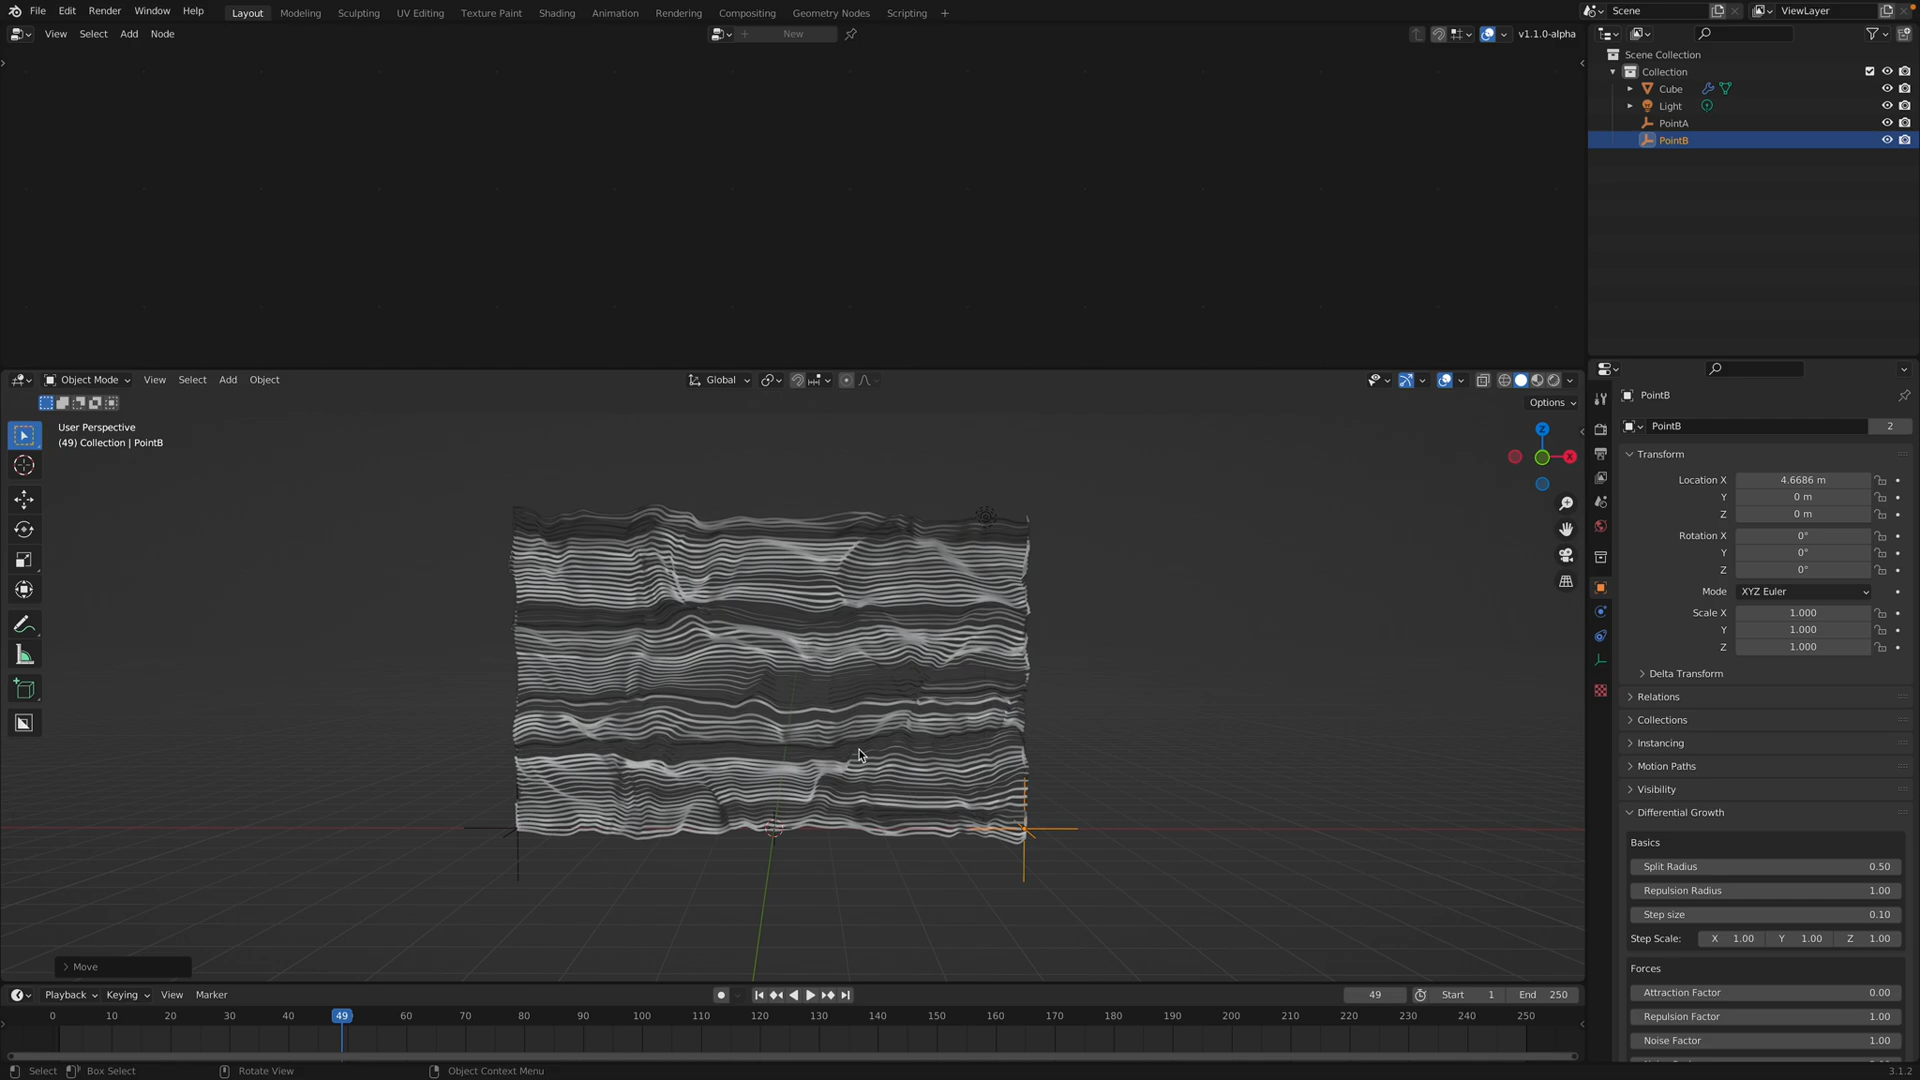 File Edit Render Window Help Layout Modeling Sculpting UV Editing Texture Paint Shading Animation Rendering Compositing Geometry Nodes Scripting + Scene ViewLayer
View Select Add Node New v1.1.0-alpha
Scene Collection
Collection
Cube
Light
PointA
PointB
Object Mode View Select Add Object Global
Options
User Perspective
(49) Collection | PointB
Z
X
PointB
PointB 2
Transform
Location X 4.6686 m
Y 0 m
Z 0 m
Rotation X 0°
Y 0°
Z 0°
Mode XYZ Euler
Scale X 1.000
Y 1.000
Z 1.000
Delta Transform
Relations
Collections
Instancing
Motion Paths
Visibility
Differential Growth
Basics
Split Radius 0.50
Repulsion Radius 1.00
Step size 0.10
Step Scale: X 1.00 Y 1.00 Z 1.00
Forces
Attraction Factor 0.00
Repulsion Factor 1.00
Noise Factor 1.00
Move
Playback Keying View Marker 49 Start 1 End 250
0 10 20 30 40 49 60 70 80 90 100 110 120 130 140 150 160 170 180 190 200 210 220 230 240 250
Select Box Select Rotate View Object Context Menu 3.1.2